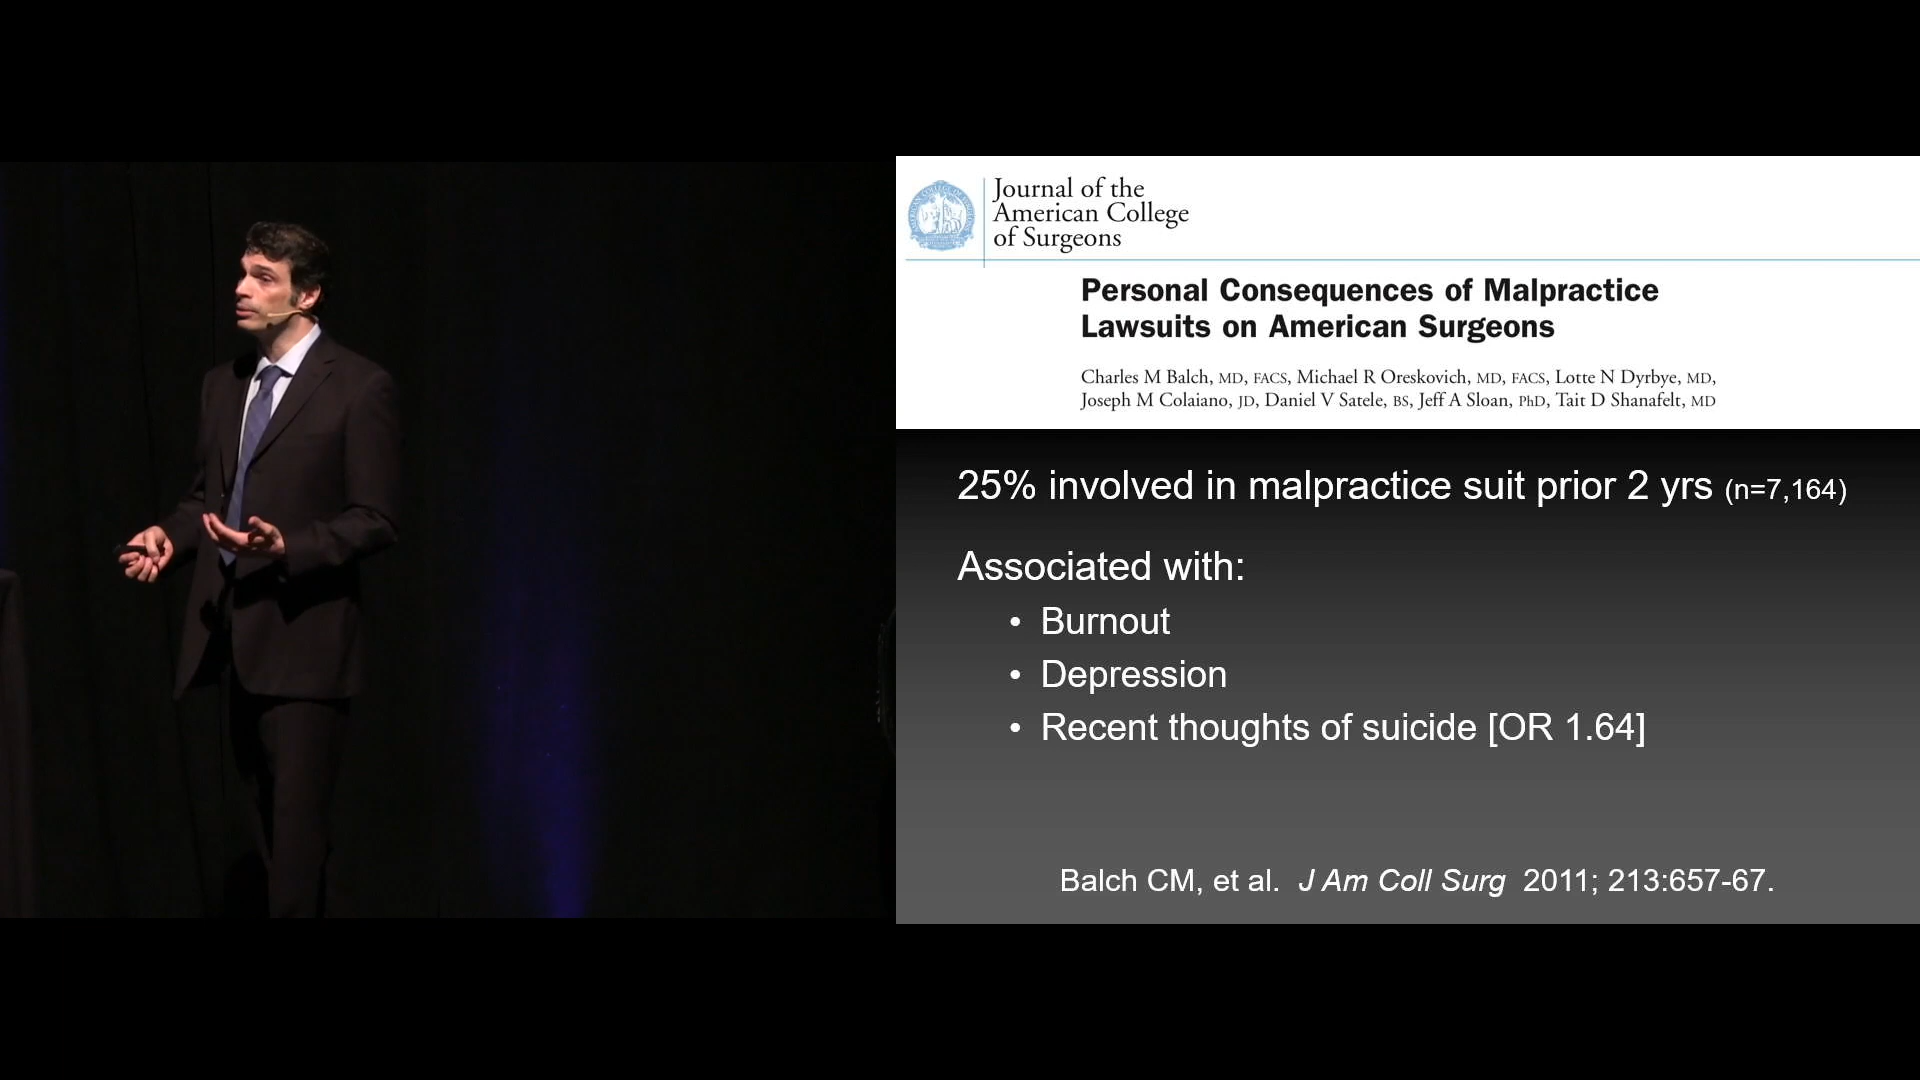 Journal of the
American College
of Surgeons
Personal Consequences of Malpractice
Lawsuits on American Surgeons
Charles M Balch, MD, FACS, Michael R Oreskovich, MD, FACS, Lotte N Dyrbye, MD,
Joseph M Colaiano, JD, Daniel V Satele, BS, Jeff A Sloan, PhD, Tait D Shanafelt, MD
25% involved in malpractice suit prior 2 yrs (n=7,164)
Associated with:
• Burnout
• Depression
• Recent thoughts of suicide [OR 1.64]
Balch CM, et al. J Am Coll Surg 2011; 213:657-67.